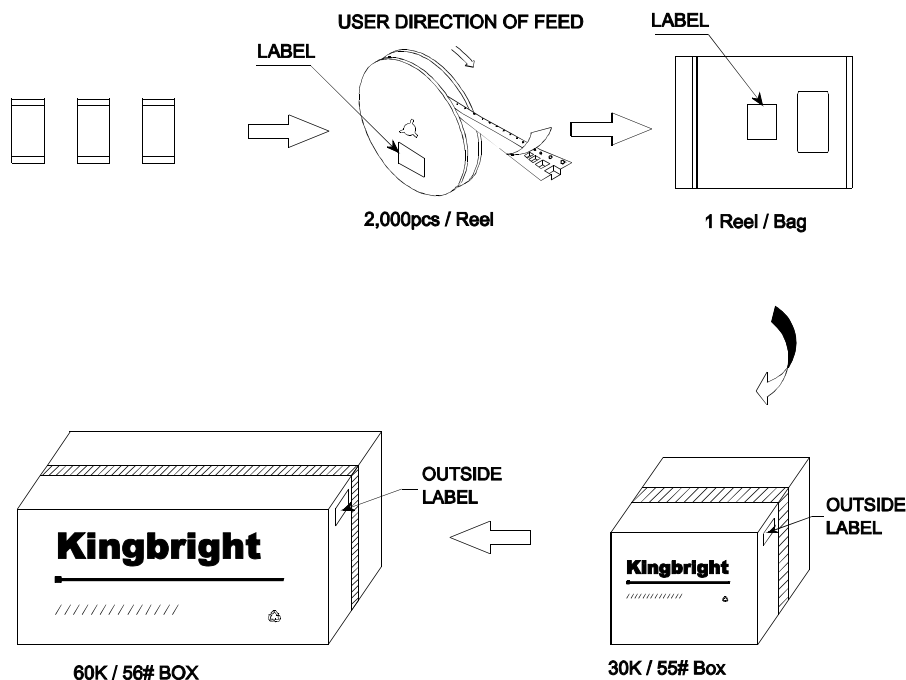 USER DIRECTION OF FEED
LABEL
LABEL
2,000pcs / Reel
1 Reel / Bag
OUTSIDE
LABEL
Kingbright
60K / 56# BOX
OUTSIDE
LABEL
Kingbright
30K / 55# Box